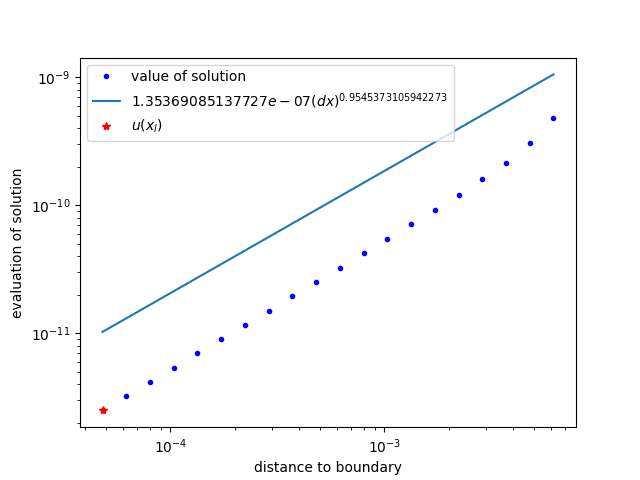 value of solution
1.35369085137727e − 07(dx)^0.9545373105942273
u(x_l)
10^−9
10^−10
10^−11
evaluation of solution
10^−4 10^−3
distance to boundary